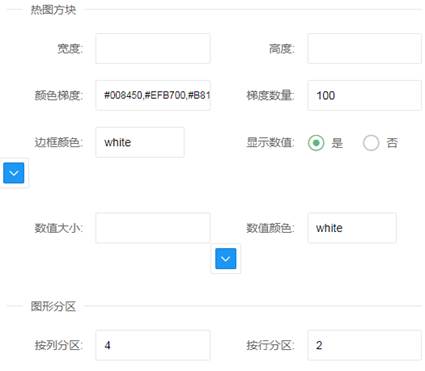 热图方块
宽度: 高度:
颜色梯度: #008450,#EFB700,#B81 梯度数量: 100
边框颜色: white 显示数值: 是 否
数值大小: 数值颜色: white
图形分区
按列分区: 4 按行分区: 2